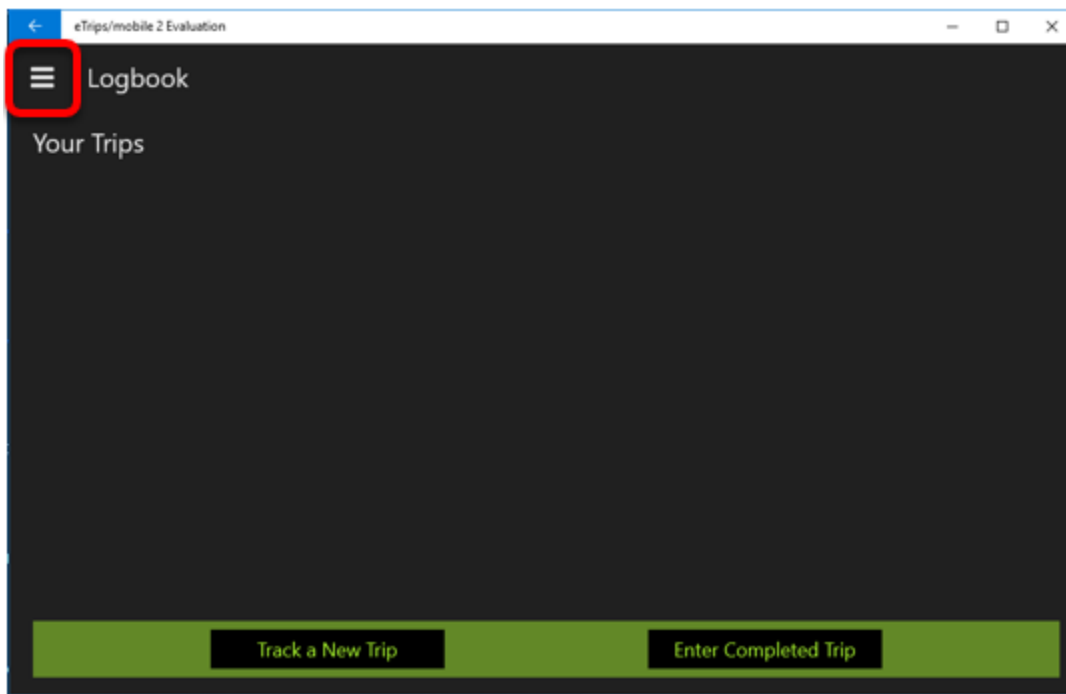 eTrips/mobile 2 Evaluation
Logbook
Your Trips
Track a New Trip
Enter Completed Trip